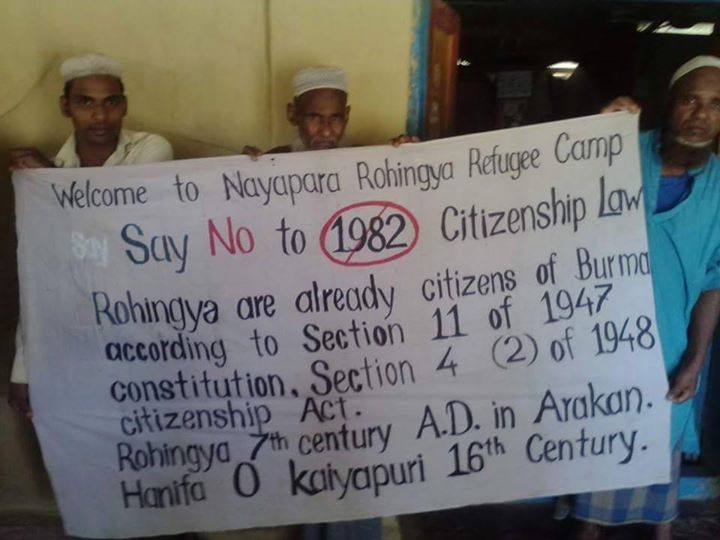 Welcome to Nayapara Rohingya Refugee Camp
Say Say No to 1982 Citizenship Law
Rohingya are already citizens of Burma
according to Section 11 of 1947
constitution. Section 4 (2) of 1948
citizenship Act.
Rohingya 7th century A.D. in Arakan.
Hanifa O kaiyapuri 16th Century.